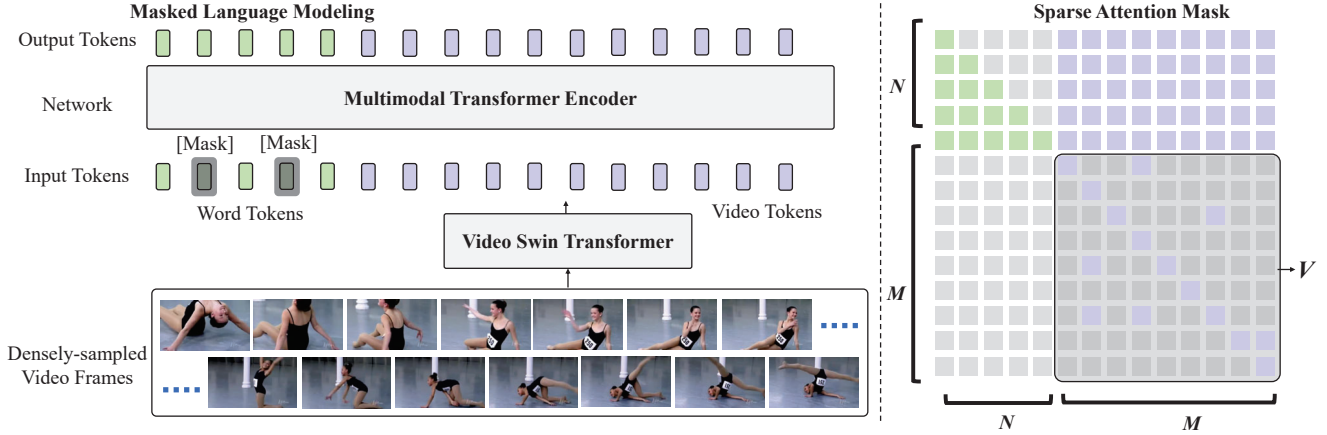 Masked Language Modeling
Output Tokens
Network
Multimodal Transformer Encoder
[Mask]
[Mask]
Input Tokens
Word Tokens
Video Tokens
Video Swin Transformer
Densely-sampled
Video Frames
Sparse Attention Mask
N
M
V
N
M